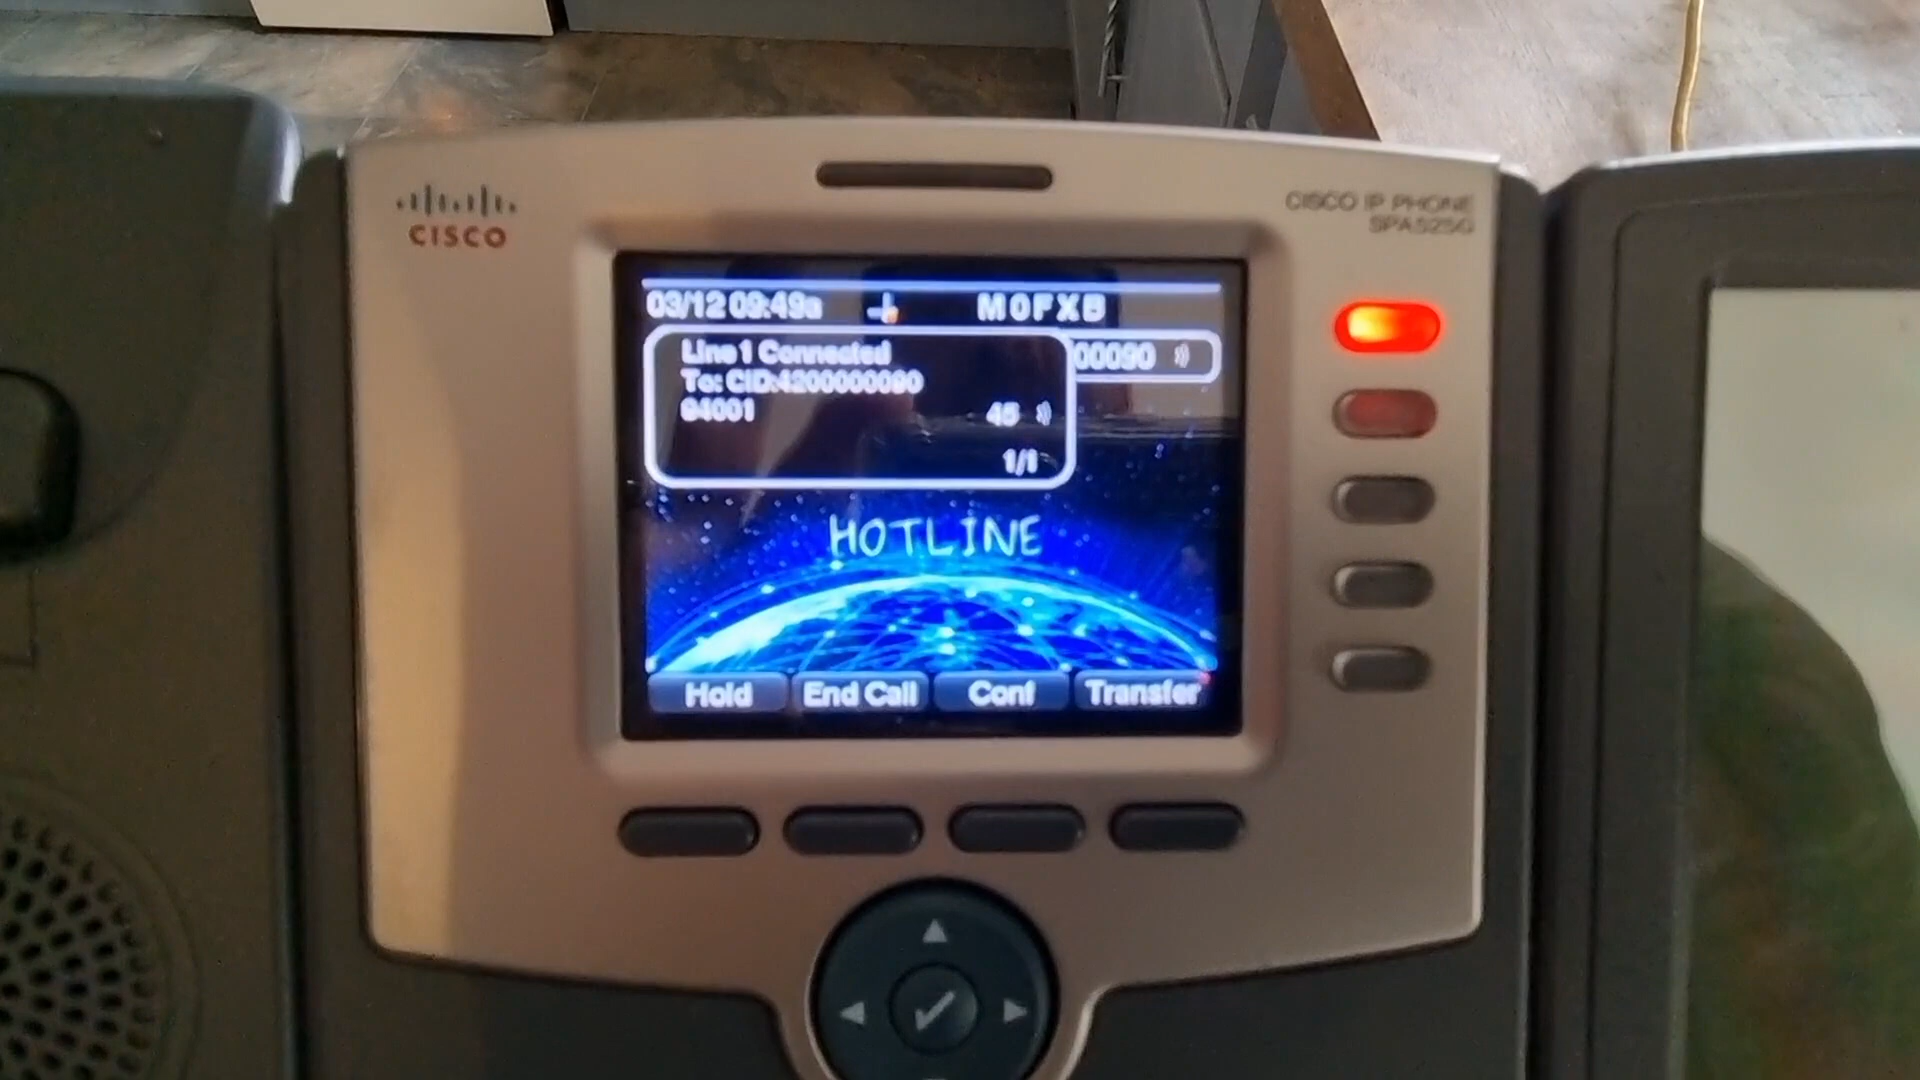 CISCO
CISCO IP PHONE
SPA525G
03/12 09:49a
M0FXB
Line 1 Connected
00090
To: CID:4200000090
94001
45
1/1
HOTLINE
Hold
End Call
Conf
Transfer